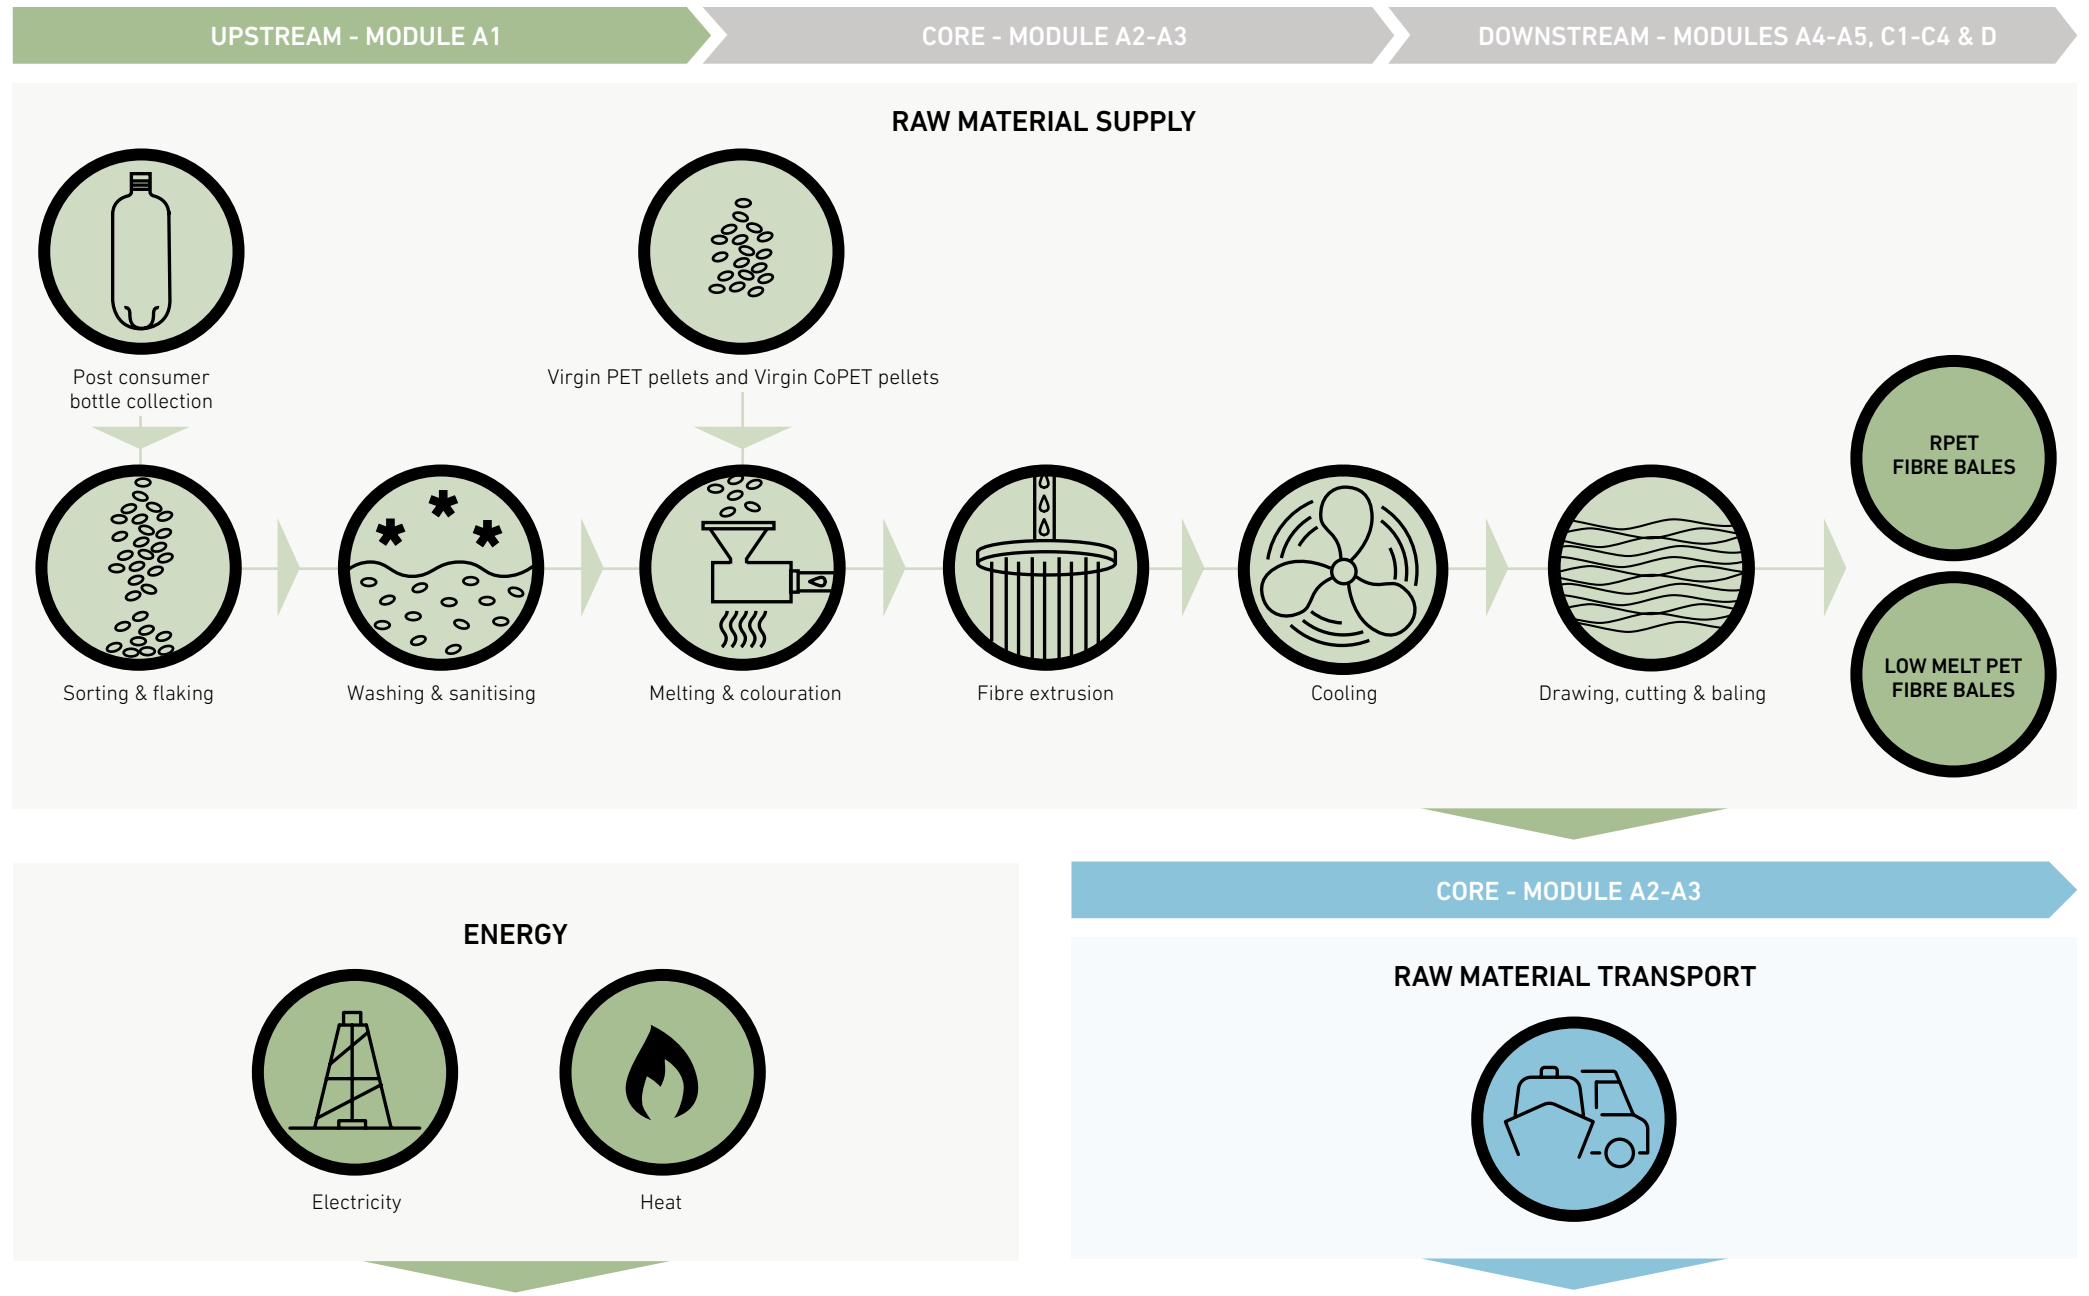 UPSTREAM - MODULE A1
CORE - MODULE A2-A3
DOWNSTREAM - MODULES A4-A5, C1-C4 & D
RAW MATERIAL SUPPLY
Post consumer
bottle collection
Virgin PET pellets and Virgin CoPET pellets
RPET
FIBRE BALES
LOW MELT PET
FIBRE BALES
Sorting & flaking
Washing & sanitising
Melting & colouration
Fibre extrusion
Cooling
Drawing, cutting & baling
ENERGY
Electricity
Heat
CORE - MODULE A2-A3
RAW MATERIAL TRANSPORT